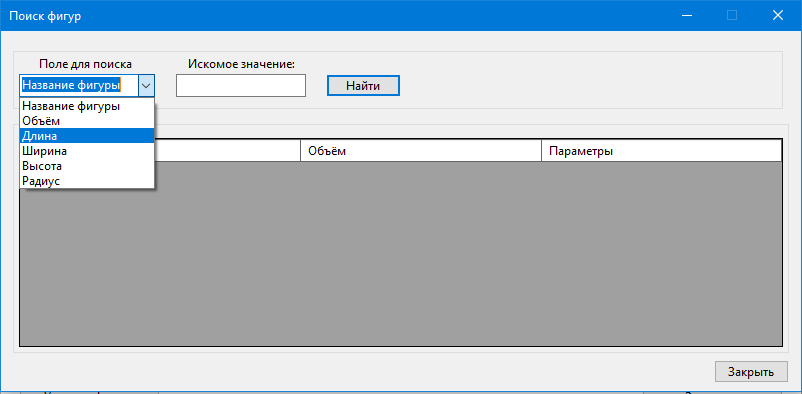 Поиск фигур
Поле для поиска
Искомое значение:
Название фигуры
Найти
Название фигуры
Объём
Длина
Ширина
Высота
Радиус
Объём
Параметры
Закрыть